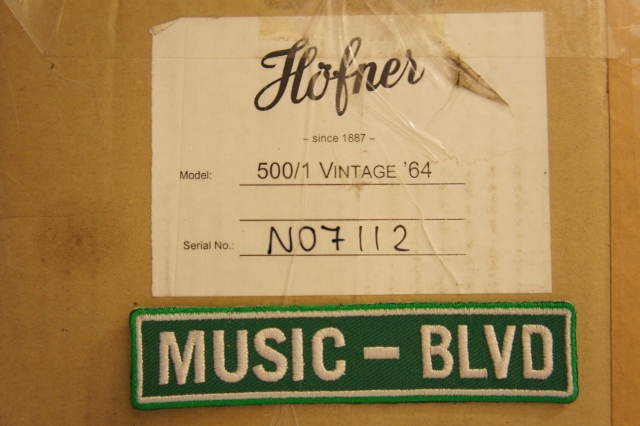 Höfner
– since 1887 –
Model: 500/1 VINTAGE '64
Serial No.: N07112
MUSIC – BLVD